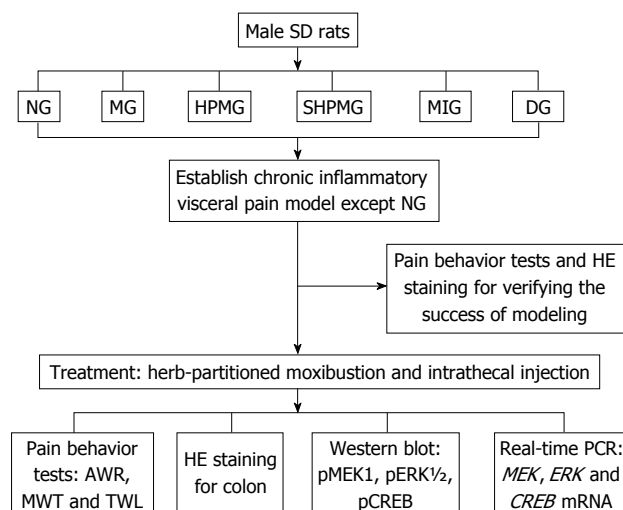 Male SD rats
NG MG HPMG SHPMG MIG DG
Establish chronic inflammatory
visceral pain model except NG
Pain behavior tests and HE
staining for verifying the
success of modeling
Treatment: herb-partitioned moxibustion and intrathecal injection
Pain behavior
tests: AWR,
MWT and TWL
HE staining
for colon
Western blot:
pMEK1, pERK½,
pCREB
Real-time PCR:
MEK, ERK and
CREB mRNA